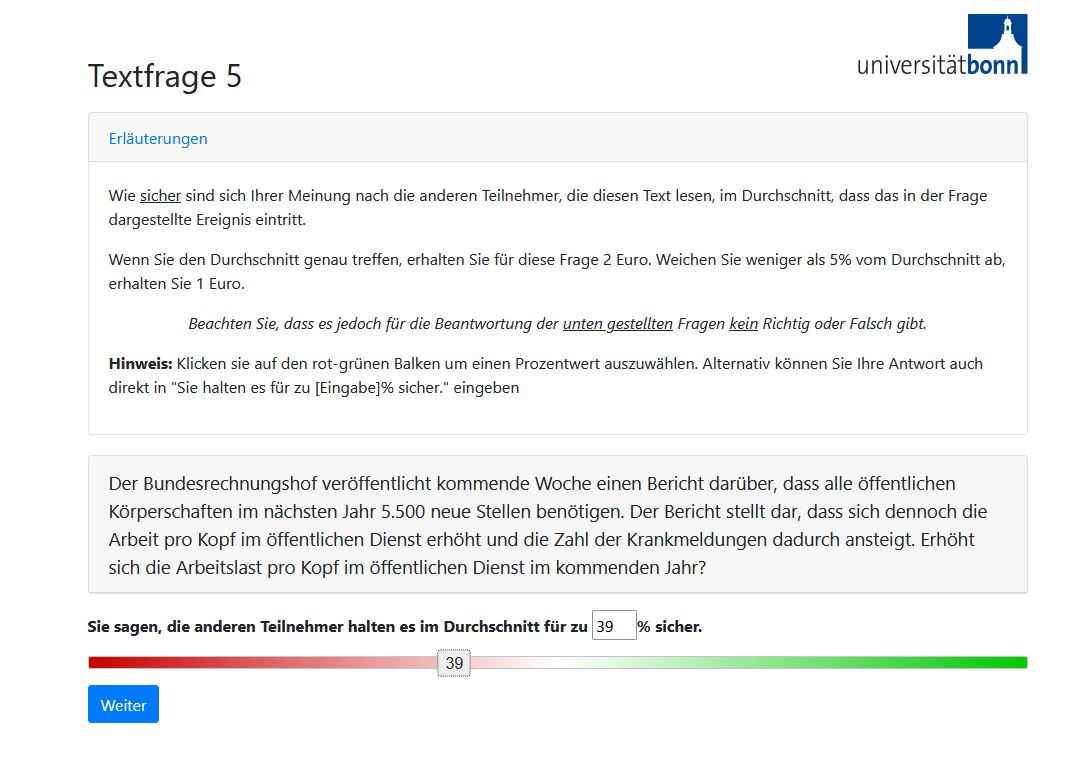 universitätbonn
Textfrage 5
Erläuterungen
Wie sicher sind sich Ihrer Meinung nach die anderen Teilnehmer, die diesen Text lesen, im Durchschnitt, dass das in der Frage
dargestellte Ereignis eintritt.
Wenn Sie den Durchschnitt genau treffen, erhalten Sie für diese Frage 2 Euro. Weichen Sie weniger als 5% vom Durchschnitt ab,
erhalten Sie 1 Euro.
Beachten Sie, dass es jedoch für die Beantwortung der unten gestellten Fragen kein Richtig oder Falsch gibt.
Hinweis: Klicken sie auf den rot-grünen Balken um einen Prozentwert auszuwählen. Alternativ können Sie Ihre Antwort auch
direkt in "Sie halten es für zu [Eingabe]% sicher." eingeben
Der Bundesrechnungshof veröffentlicht kommende Woche einen Bericht darüber, dass alle öffentlichen
Körperschaften im nächsten Jahr 5.500 neue Stellen benötigen. Der Bericht stellt dar, dass sich dennoch die
Arbeit pro Kopf im öffentlichen Dienst erhöht und die Zahl der Krankmeldungen dadurch ansteigt. Erhöht
sich die Arbeitslast pro Kopf im öffentlichen Dienst im kommenden Jahr?
Sie sagen, die anderen Teilnehmer halten es im Durchschnitt für zu 39 % sicher.
39
Weiter